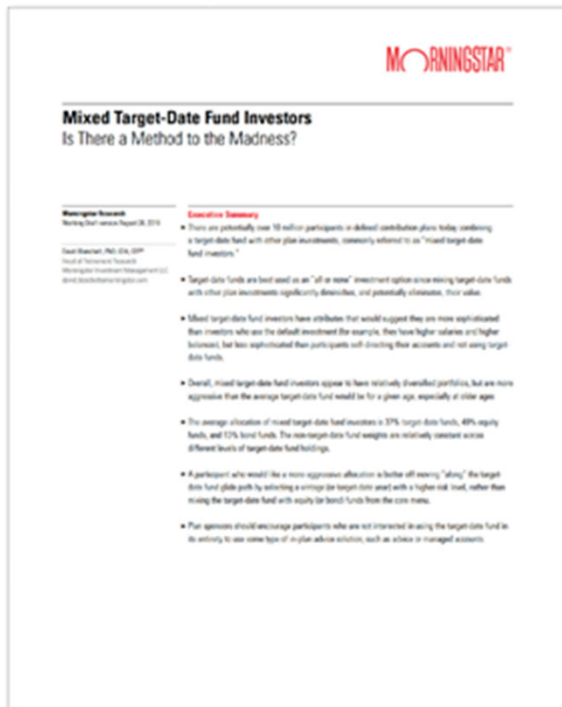 MORNINGSTAR
Mixed Target-Date Fund Investors
Is There a Method to the Madness?
Morningstar Research
Executive Summary
There are potentially over 10 million participants in defined contribution plans today combining
a target-date fund with other plan investments, commonly referred to as "mixed target-date
fund investors."
Head of Retirement Research
Morningstar Investment Management LLC
Target-date funds are best used as an "all or none" investment option since mixing target-date funds
with other plan investments significantly diminishes, and potentially eliminates, their value.
Mixed target-date fund investors have attributes that would suggest they are more sophisticated
than investors who use the default investment (for example, they have higher salaries and higher
balances), but less sophisticated than participants self-directing their accounts and not using target-
date funds.
Overall, mixed target-date fund investors appear to have relatively diversified portfolios, but are more
aggressive than the average target-date fund would be for a given age, especially at older ages.
The average allocation of mixed target-date fund investors is 37% target-date funds, equity
funds, and bond funds. The non-target-date fund weights are relatively constant across
different levels of target-date fund holdings.
A participant who would like a more aggressive allocation is better off moving "along" the target-
date fund glide path by selecting a vintage (or target-date year) with a higher risk level, rather than
mixing the target-date fund with equity (or bond) funds from the core menu.
Plan sponsors should encourage participants who are not interested in using the target-date fund in
its entirety to use some type of in-plan advice solution, such as advice or managed accounts.